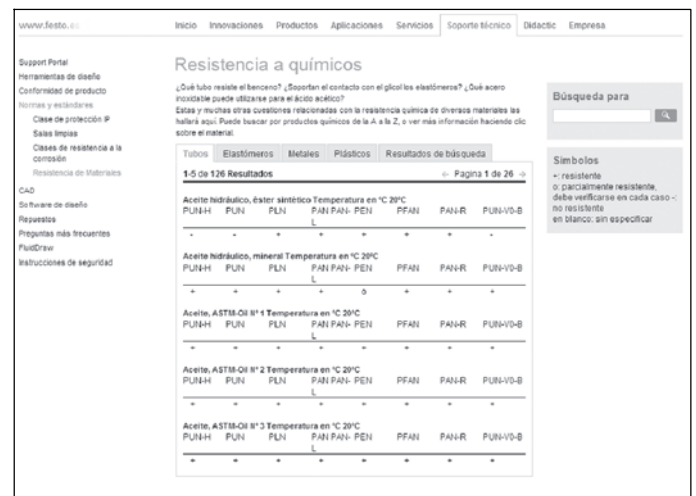 www.festo.es
Inicio Innovaciones Productos Aplicaciones Servicios Soporte técnico Didactic Empresa
Support Portal
Herramientas de diseño
Conformidad de producto
Normas y estándares
Clase de protección IP
Salas limpias
Clases de resistencia a la
corrosión
Resistencia de Materiales
CAD
Software de diseño
Repuestos
Preguntas más frecuentes
FluidDraw
Instrucciones de seguridad
Resistencia a químicos
¿Qué tubo resiste el benceno? ¿Soportan el contacto con el glicol los elastómeros? ¿Qué acero
inoxidable puede utilizarse para el ácido acético?
Estas y muchas otras cuestiones relacionadas con la resistencia química de diversos materiales las
hallará aquí. Puede buscar por productos químicos de la A a la Z, o ver más información haciendo clic
sobre el material.
Tubos Elastómeros Metales Plásticos Resultados de búsqueda
1-5 de 126 Resultados ← Pagina 1 de 26 →
Aceite hidráulico, éster sintético Temperatura en °C 20°C
PUN-H PUN PLN PAN PAN- PEN PFAN PAN-R PUN-V0-B
L
- - + + + + + -
Aceite hidráulico, mineral Temperatura en °C 20°C
PUN-H PUN PLN PAN PAN- PEN PFAN PAN-R PUN-V0-B
L
+ + + + o + + +
Aceite, ASTM-Oil Nº 1 Temperatura en °C 20°C
PUN-H PUN PLN PAN PAN- PEN PFAN PAN-R PUN-V0-B
L
+ + + + + + + +
Aceite, ASTM-Oil Nº 2 Temperatura en °C 20°C
PUN-H PUN PLN PAN PAN- PEN PFAN PAN-R PUN-V0-B
L
+ + + + + + + +
Aceite, ASTM-Oil Nº 3 Temperatura en °C 20°C
PUN-H PUN PLN PAN PAN- PEN PFAN PAN-R PUN-V0-B
L
+ + + + + + + +
Búsqueda para
Simbolos
+: resistente
o: parcialmente resistente,
debe verificarse en cada caso -:
no resistente
en blanco: sin especificar